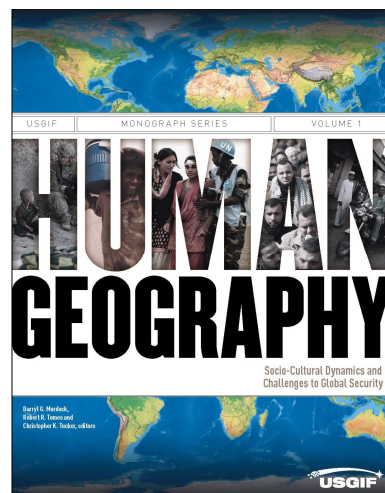 USGIF MONOGRAPH SERIES VOLUME 1
UN
HUMAN
GEOGRAPHY
Socio-Cultural Dynamics and
Challenges to Global Security
Darryl G. Murdock,
Robert R. Tomes and
Christopher K. Tucker, editors
USGIF